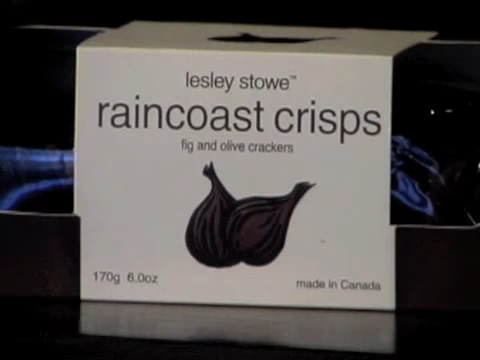 lesley stowe™
raincoast crisps
fig and olive crackers
170g 6.0oz
made in Canada